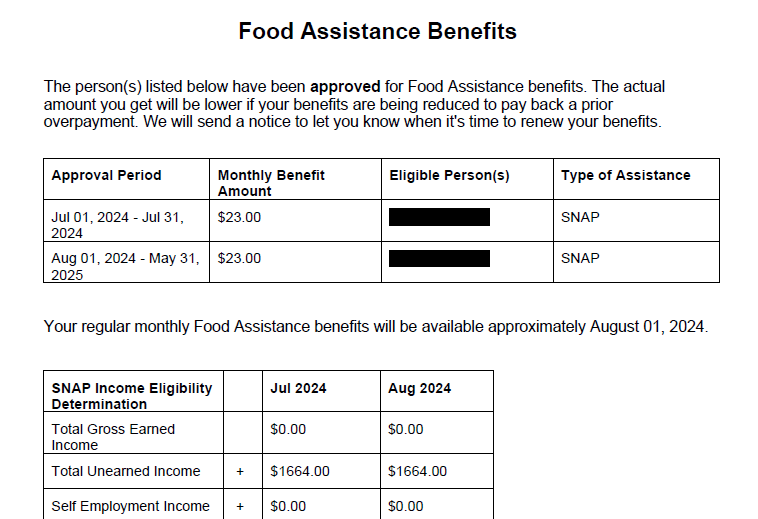 Food Assistance Benefits
The person(s) listed below have been approved for Food Assistance benefits. The actual
amount you get will be lower if your benefits are being reduced to pay back a prior
overpayment. We will send a notice to let you know when it's time to renew your benefits.
Approval Period Monthly Benefit Amount Eligible Person(s) Type of Assistance
Jul 01, 2024 - Jul 31, 2024 $23.00 SNAP
Aug 01, 2024 - May 31, 2025 $23.00 SNAP
Your regular monthly Food Assistance benefits will be available approximately August 01, 2024.
SNAP Income Eligibility Determination Jul 2024 Aug 2024
Total Gross Earned Income $0.00 $0.00
Total Unearned Income + $1664.00 $1664.00
Self Employment Income + $0.00 $0.00